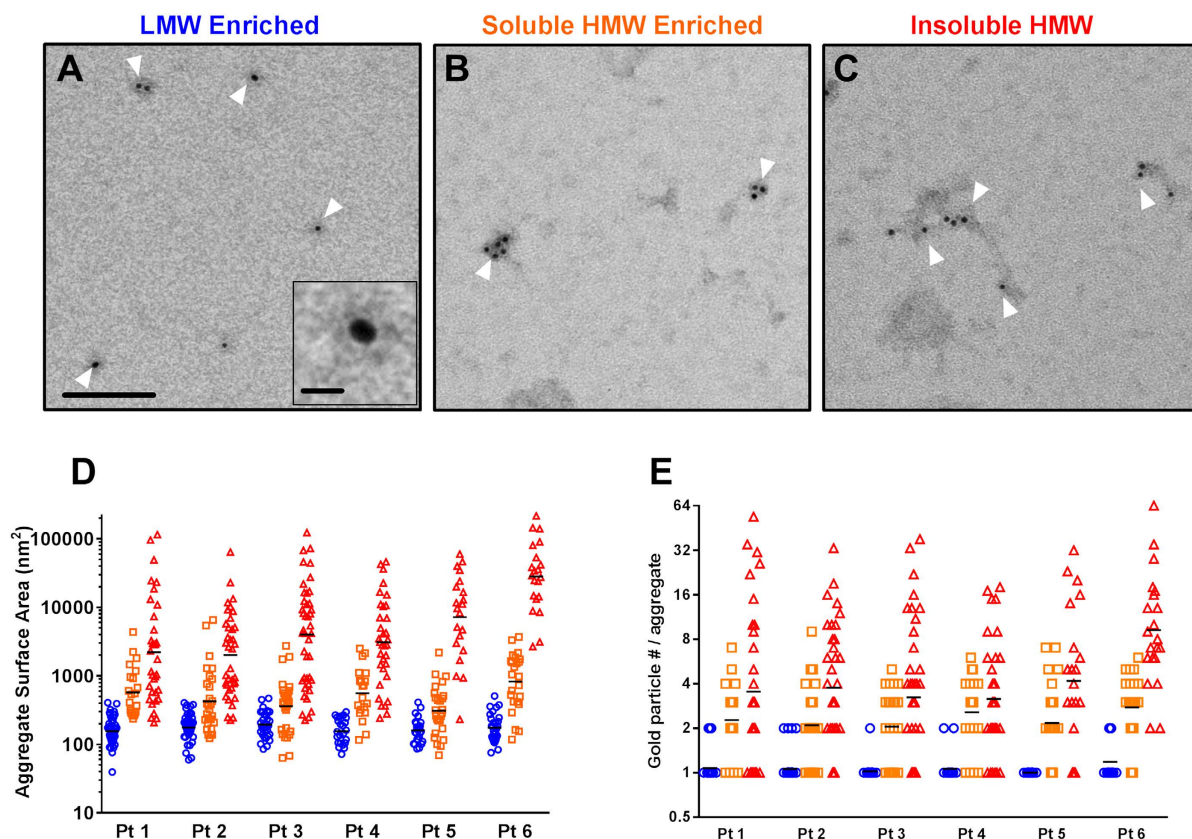 LMW Enriched Soluble HMW Enriched Insoluble HMW
A B C
D E
Aggregate Surface Area (nm²)
100000
10000
1000
100
10
Pt 1 Pt 2 Pt 3 Pt 4 Pt 5 Pt 6
Gold particle # / aggregate
64
32
16
8
4
2
1
0.5
Pt 1 Pt 2 Pt 3 Pt 4 Pt 5 Pt 6